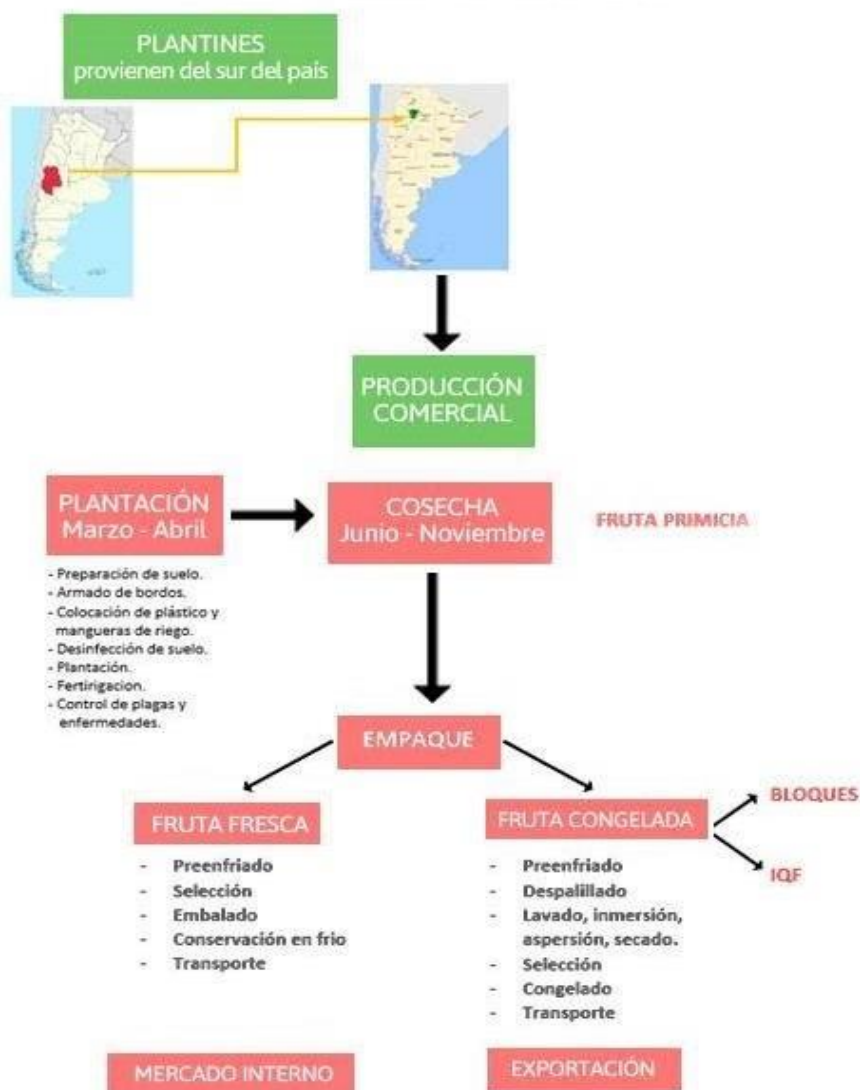 PLANTINES
provienen del sur del país
PRODUCCIÓN
COMERCIAL
PLANTACIÓN
Marzo - Abril
COSECHA
Junio - Noviembre
FRUTA PRIMICIA
- Preparación de suelo.
- Armado de bordos.
- Colocación de plástico y
mangueras de riego.
- Desinfección de suelo.
- Plantación.
- Fertirigacion.
- Control de plagas y
enfermedades.
EMPAQUE
FRUTA FRESCA
- Preenfriado
- Selección
- Embalado
- Conservación en frio
- Transporte
FRUTA CONGELADA
BLOQUES
IQF
- Preenfriado
- Despalillado
- Lavado, inmersión,
aspersión, secado.
- Selección
- Congelado
- Transporte
MERCADO INTERNO
EXPORTACIÓN